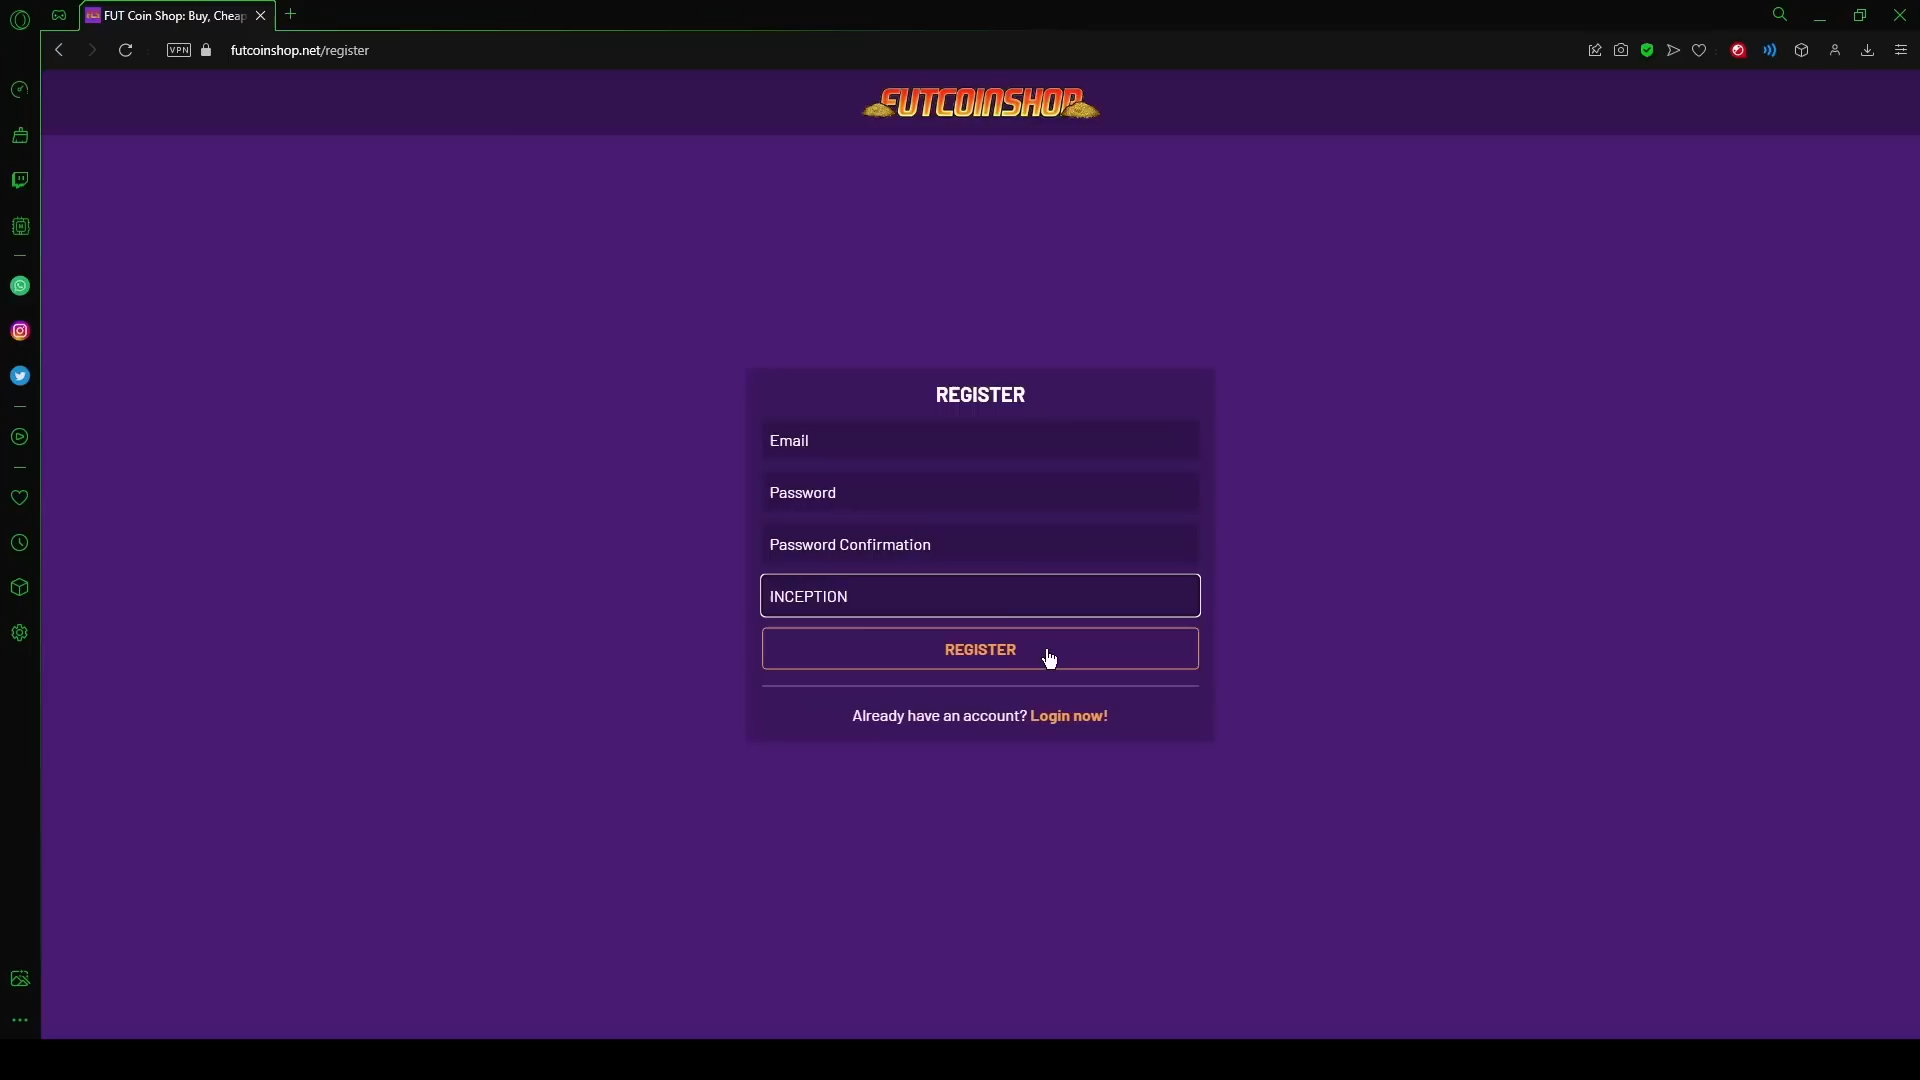 FUT Coin Shop: Buy, Cheap
VPN
futcoinshop.net/register
FUTCOINSHOP
REGISTER
Email
Password
Password Confirmation
INCEPTION
REGISTER
Already have an account? Login now!